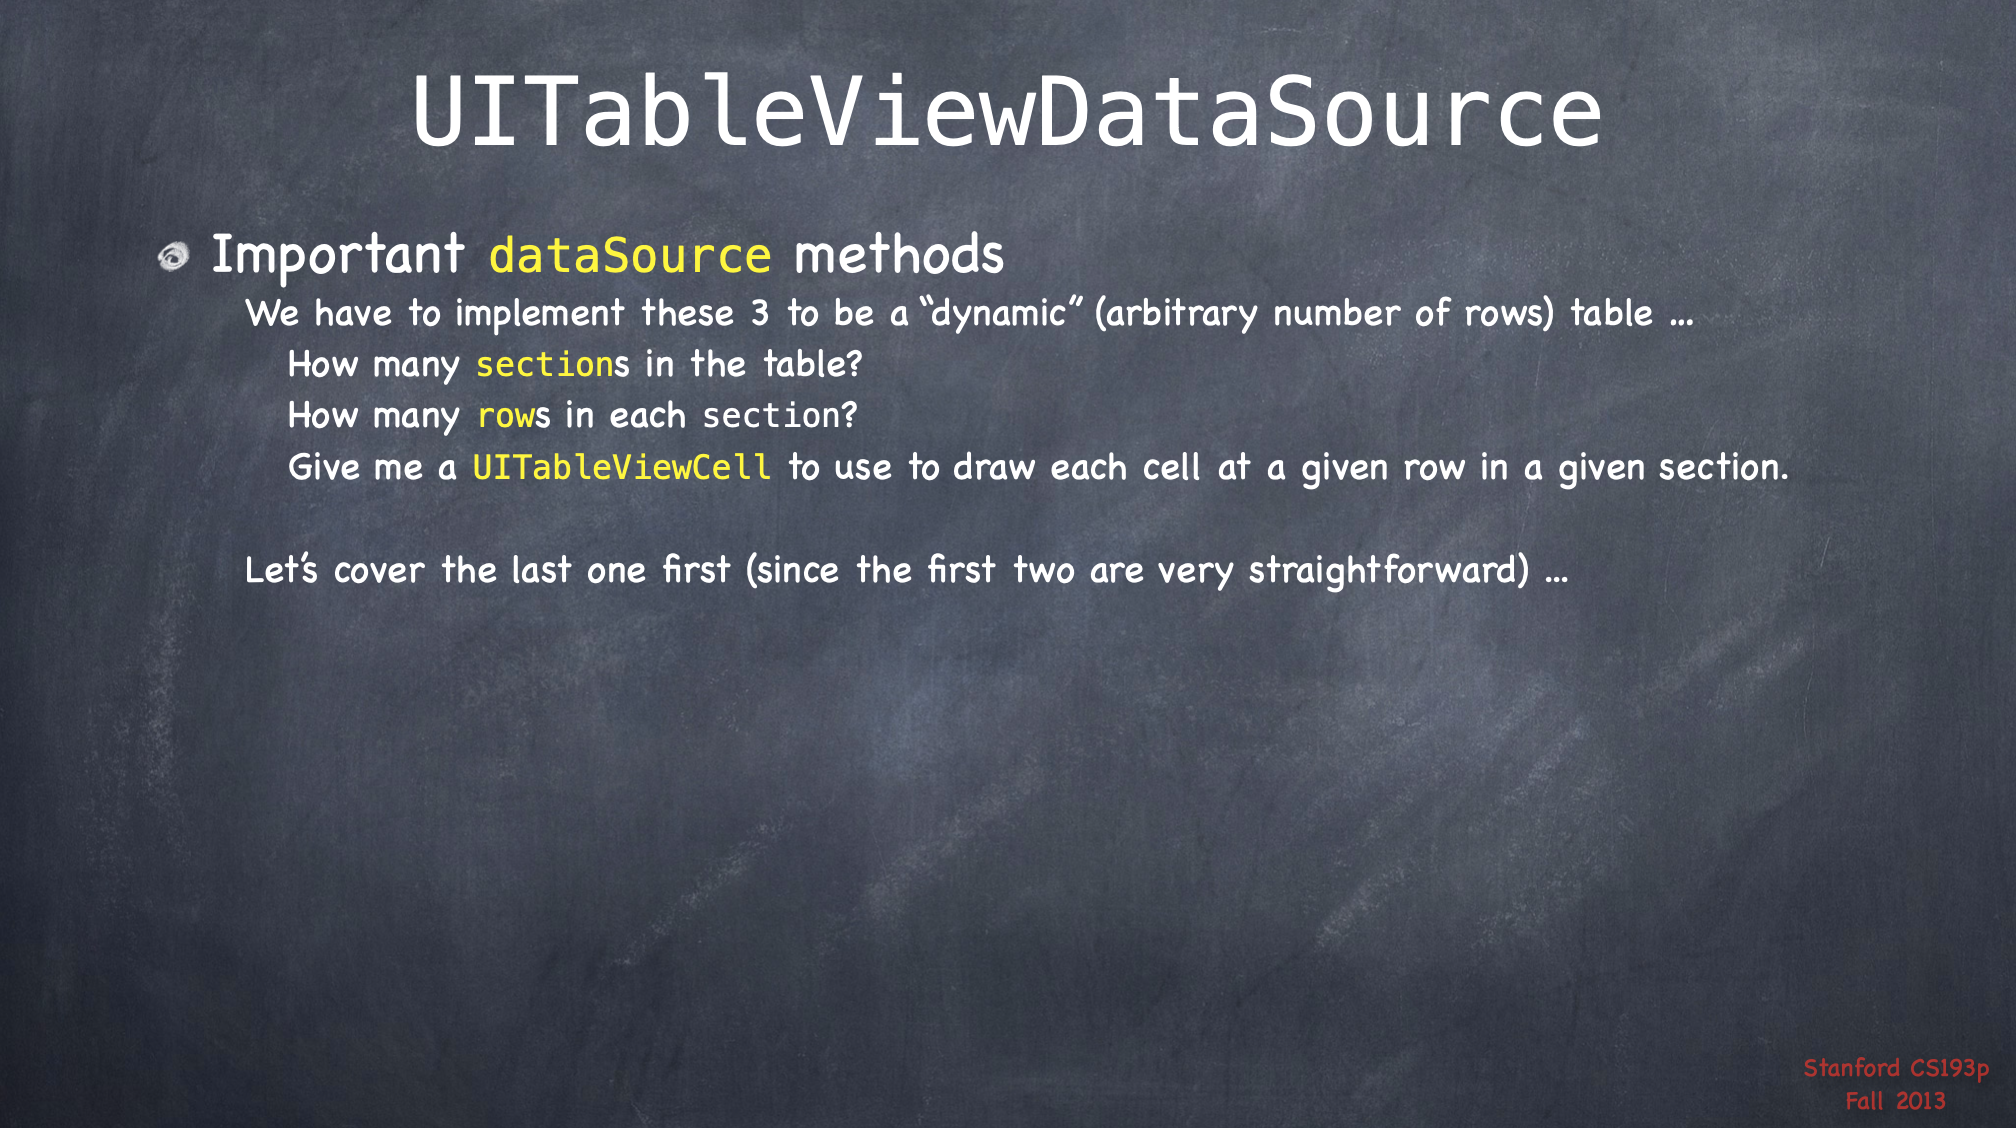 UITableViewDataSource
Important dataSource methods
We have to implement these 3 to be a “dynamic” (arbitrary number of rows) table ...
How many sections in the table?
How many rows in each section?
Give me a UITableViewCell to use to draw each cell at a given row in a given section.
Let’s cover the last one first (since the first two are very straightforward) ...
Stanford CS193p
Fall 2013